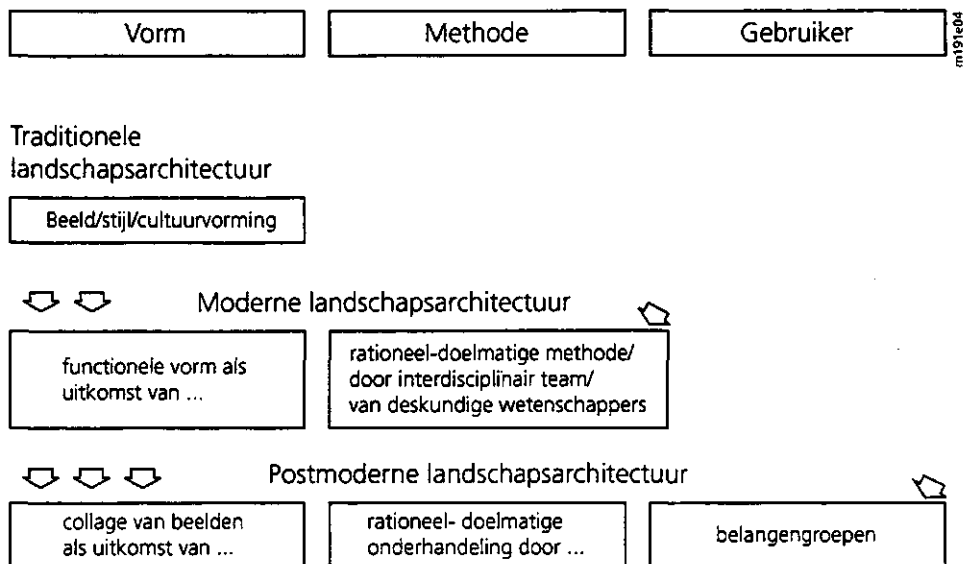 Vorm
Methode
Gebruiker
m191e04
Traditionele
landschapsarchitectuur
Beeld/stijl/cultuurvorming
Moderne landschapsarchitectuur
functionele vorm als
uitkomst van ...
rationeel-doelmatige methode/
door interdisciplinair team/
van deskundige wetenschappers
Postmoderne landschapsarchitectuur
collage van beelden
als uitkomst van ...
rationeel- doelmatige
onderhandeling door ...
belangengroepen